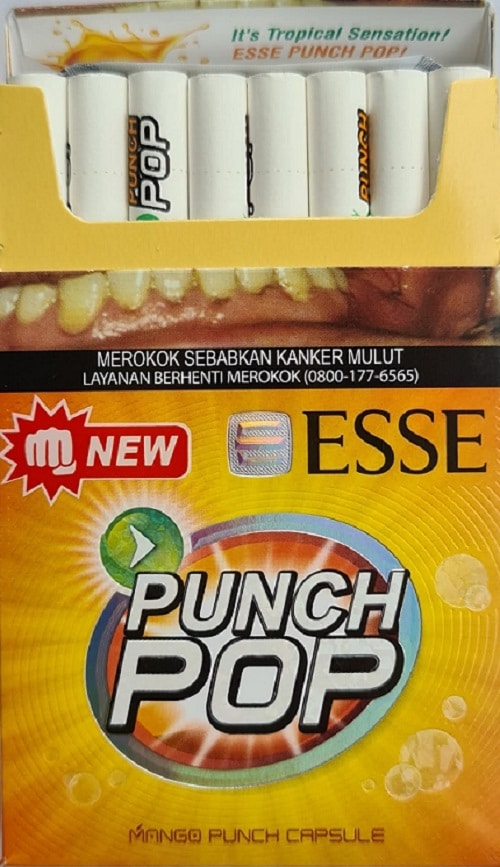 It's Tropical Sensation!
ESSE PUNCH POP!
PUNCH
POP
PUNCH
MEROKOK SEBABKAN KANKER MULUT
LAYANAN BERHENTI MEROKOK (0800-177-6565)
NEW
ESSE
PUNCH
POP
MANGO PUNCH CAPSULE